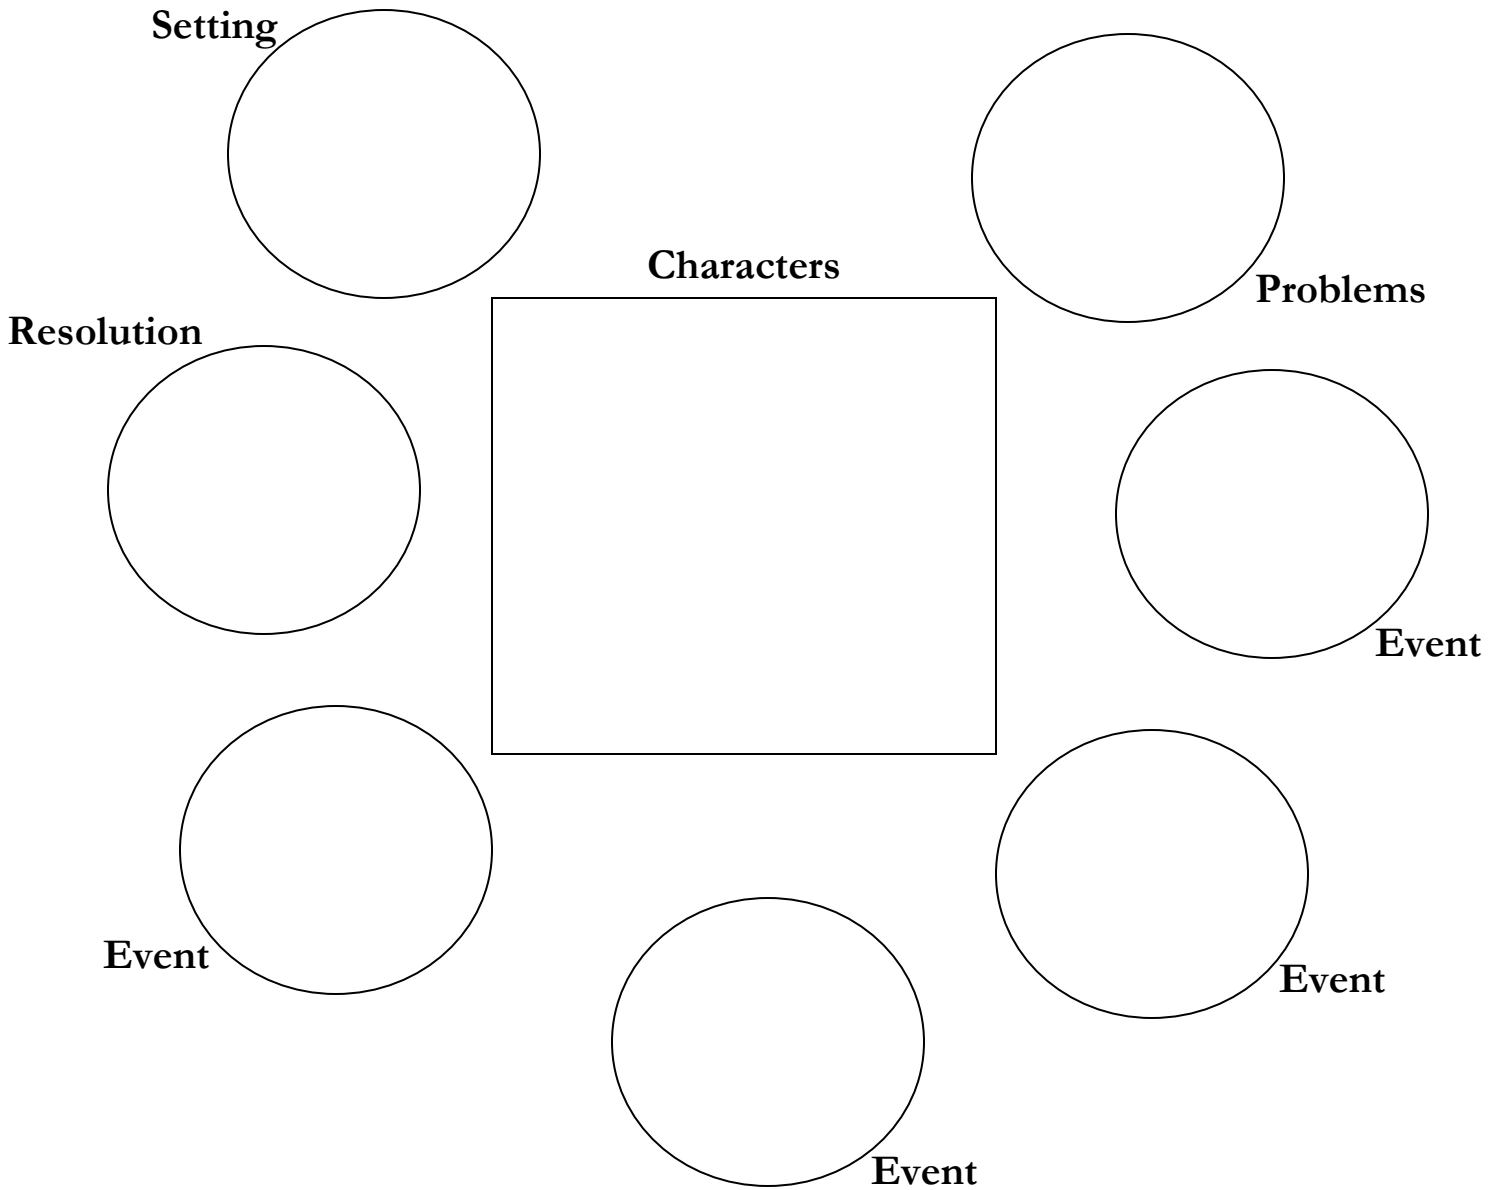 Setting
Characters
Problems
Resolution
Event
Event
Event
Event